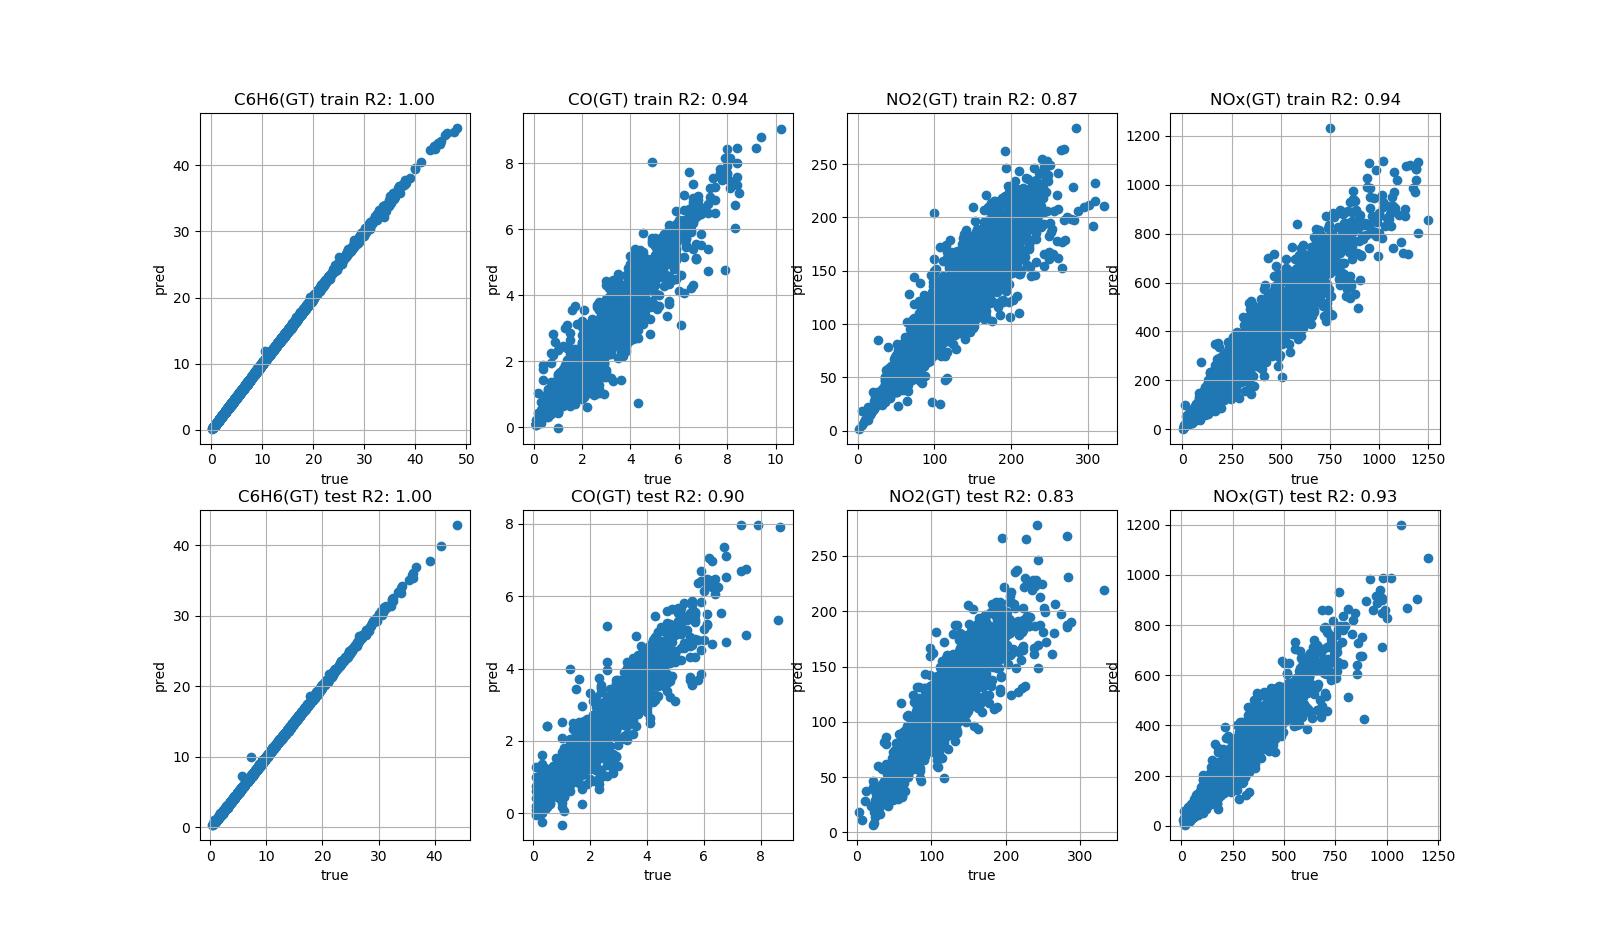 C6H6(GT) train R2: 1.00
pred
40
30
20
10
0
0 10 20 30 40 50
true
CO(GT) train R2: 0.94
pred
8
6
4
2
0
0 2 4 6 8 10
true
NO2(GT) train R2: 0.87
pred
250
200
150
100
50
0
0 100 200 300
true
NOx(GT) train R2: 0.94
pred
1200
1000
800
600
400
200
0
0 250 500 750 1000 1250
true
C6H6(GT) test R2: 1.00
pred
40
30
20
10
0
0 10 20 30 40
true
CO(GT) test R2: 0.90
pred
8
6
4
2
0
0 2 4 6 8
true
NO2(GT) test R2: 0.83
pred
250
200
150
100
50
0
0 100 200 300
true
NOx(GT) test R2: 0.93
pred
1200
1000
800
600
400
200
0
0 250 500 750 1000 1250
true